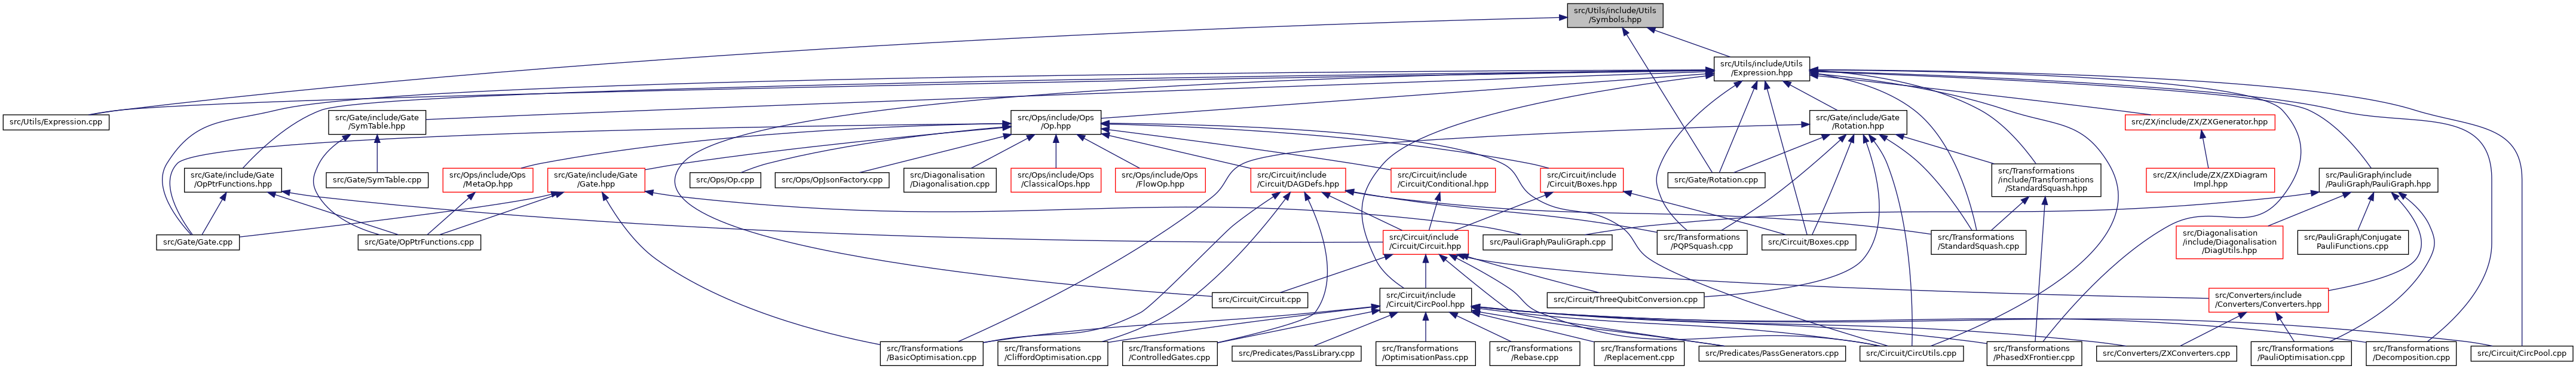 src/Utils/include/Utils
/Symbols.hpp
src/Utils/include/Utils
/Expression.hpp
src/Utils/Expression.cpp
src/Gate/include/Gate
/SymTable.hpp
src/Ops/include/Ops
/Op.hpp
src/Gate/include/Gate
/Rotation.hpp
src/ZX/include/ZX/ZXGenerator.hpp
src/Gate/include/Gate
/OpPtrFunctions.hpp
src/Gate/SymTable.cpp
src/Ops/include/Ops
/MetaOp.hpp
src/Gate/include/Gate
/Gate.hpp
src/Ops/Op.cpp
src/Ops/OpJsonFactory.cpp
src/Diagonalisation
/Diagonalisation.cpp
src/Ops/include/Ops
/ClassicalOps.hpp
src/Ops/include/Ops
/FlowOp.hpp
src/Circuit/include
/Circuit/DAGDefs.hpp
src/Circuit/include
/Circuit/Conditional.hpp
src/Circuit/include
/Circuit/Boxes.hpp
src/Gate/Rotation.cpp
src/Transformations
/include/Transformations
/StandardSquash.hpp
src/ZX/include/ZX/ZXDiagram
Impl.hpp
src/PauliGraph/include
/PauliGraph/PauliGraph.hpp
src/Gate/Gate.cpp
src/Gate/OpPtrFunctions.cpp
src/Circuit/include
/Circuit/Circuit.hpp
src/PauliGraph/PauliGraph.cpp
src/Transformations
/PQPSquash.cpp
src/Circuit/Boxes.cpp
src/Transformations
/StandardSquash.cpp
src/Diagonalisation
/include/Diagonalisation
/DiagUtils.hpp
src/PauliGraph/Conjugate
PauliFunctions.cpp
src/Circuit/Circuit.cpp
src/Circuit/include
/Circuit/CircPool.hpp
src/Circuit/ThreeQubitConversion.cpp
src/Converters/include
/Converters/Converters.hpp
src/Transformations
/BasicOptimisation.cpp
src/Transformations
/CliffordOptimisation.cpp
src/Transformations
/ControlledGates.cpp
src/Predicates/PassLibrary.cpp
src/Transformations
/OptimisationPass.cpp
src/Transformations
/Rebase.cpp
src/Transformations
/Replacement.cpp
src/Predicates/PassGenerators.cpp
src/Circuit/CircUtils.cpp
src/Transformations
/PhasedXFrontier.cpp
src/Converters/ZXConverters.cpp
src/Transformations
/PauliOptimisation.cpp
src/Transformations
/Decomposition.cpp
src/Circuit/CircPool.cpp